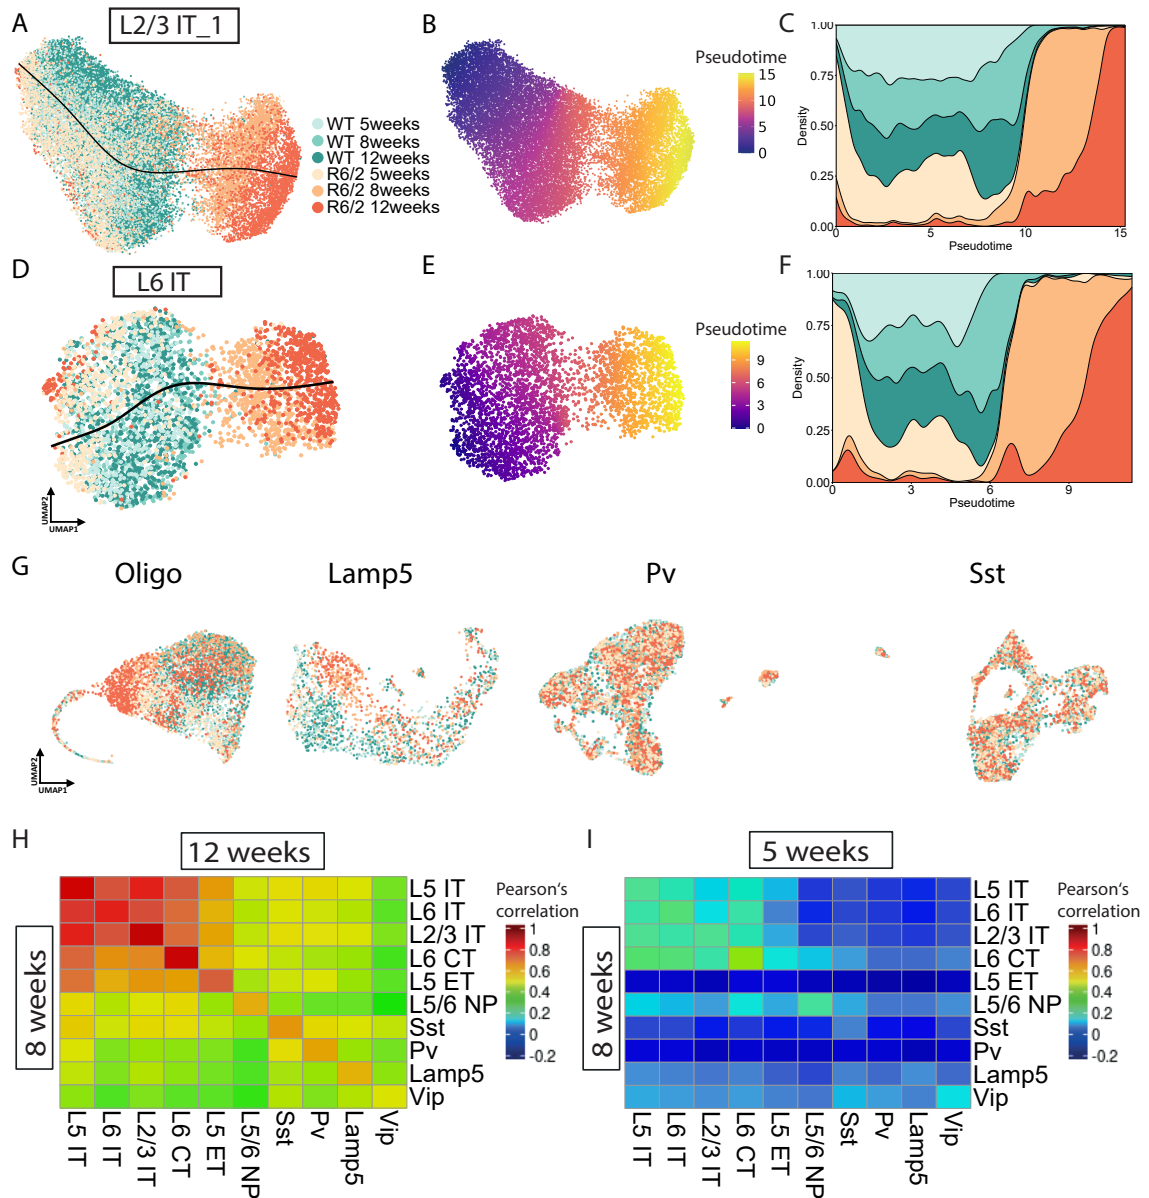 A
L2/3 IT_1
WT 5weeks
WT 8weeks
WT 12weeks
R6/2 5weeks
R6/2 8weeks
R6/2 12weeks
B
Pseudotime
15
10
5
0
C
1.00
0.75
0.50
0.25
0.00
Density
0 5 10 15
Pseudotime
D
L6 IT
UMAP2
UMAP1
E
Pseudotime
9
6
3
0
F
1.00
0.75
0.50
0.25
0.00
Density
0 3 6 9
Pseudotime
G
Oligo
Lamp5
Pv
Sst
UMAP2
UMAP1
H
12 weeks
8 weeks
L5 IT
L6 IT
L2/3 IT
L6 CT
L5 ET
L5/6 NP
Sst
Pv
Lamp5
Vip
L5 IT
L6 IT
L2/3 IT
L6 CT
L5 ET
L5/6 NP
Sst
Pv
Lamp5
Vip
Pearson's
correlation
1
0.8
0.6
0.4
0.2
0
-0.2
I
5 weeks
8 weeks
L5 IT
L6 IT
L2/3 IT
L6 CT
L5 ET
L5/6 NP
Sst
Pv
Lamp5
Vip
L5 IT
L6 IT
L2/3 IT
L6 CT
L5 ET
L5/6 NP
Sst
Pv
Lamp5
Vip
Pearson's
correlation
1
0.8
0.6
0.4
0.2
0
-0.2